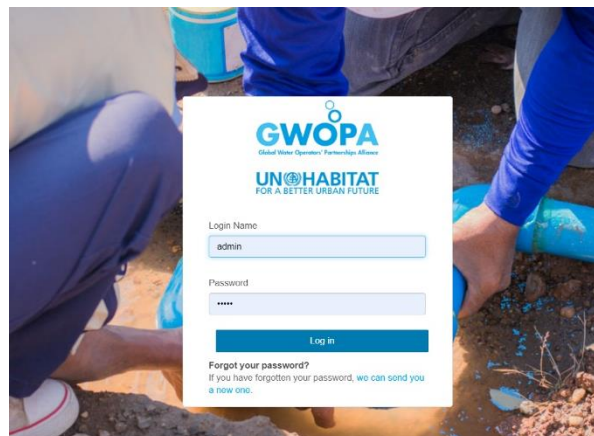 GWOPA
Global Water Operators' Partnerships Alliance
UN HABITAT
FOR A BETTER URBAN FUTURE
Login Name
admin
Password
•••••
Log in
Forgot your password?
If you have forgotten your password, we can send you
a new one.